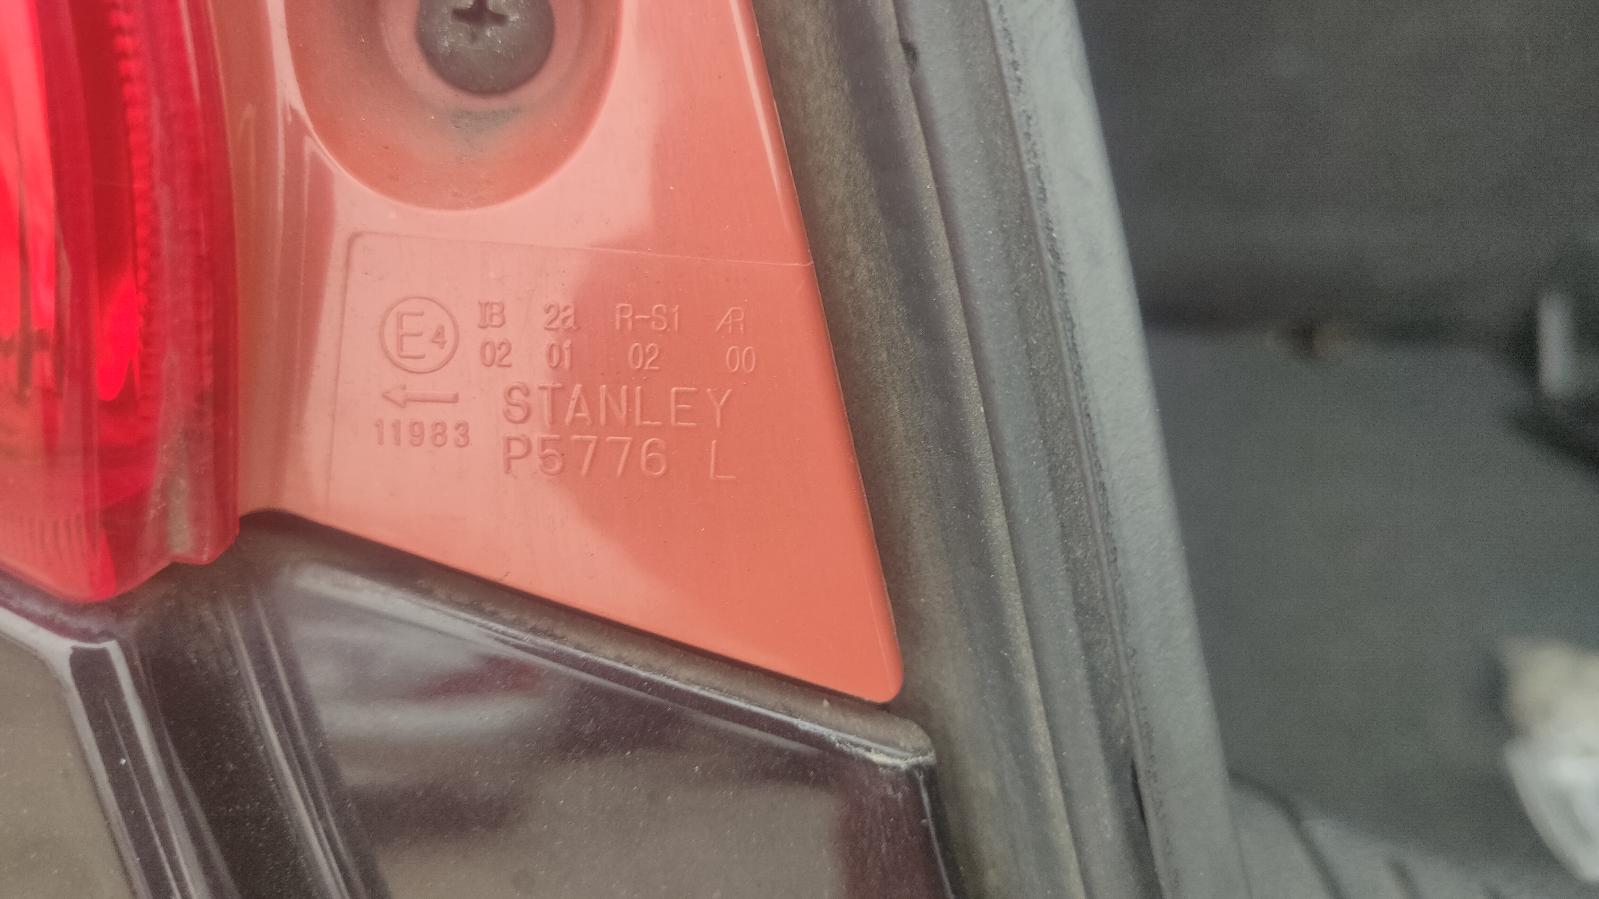 E4 IB 2a R-S1 AR
02 01 02 00
← STANLEY
11983 P5776 L